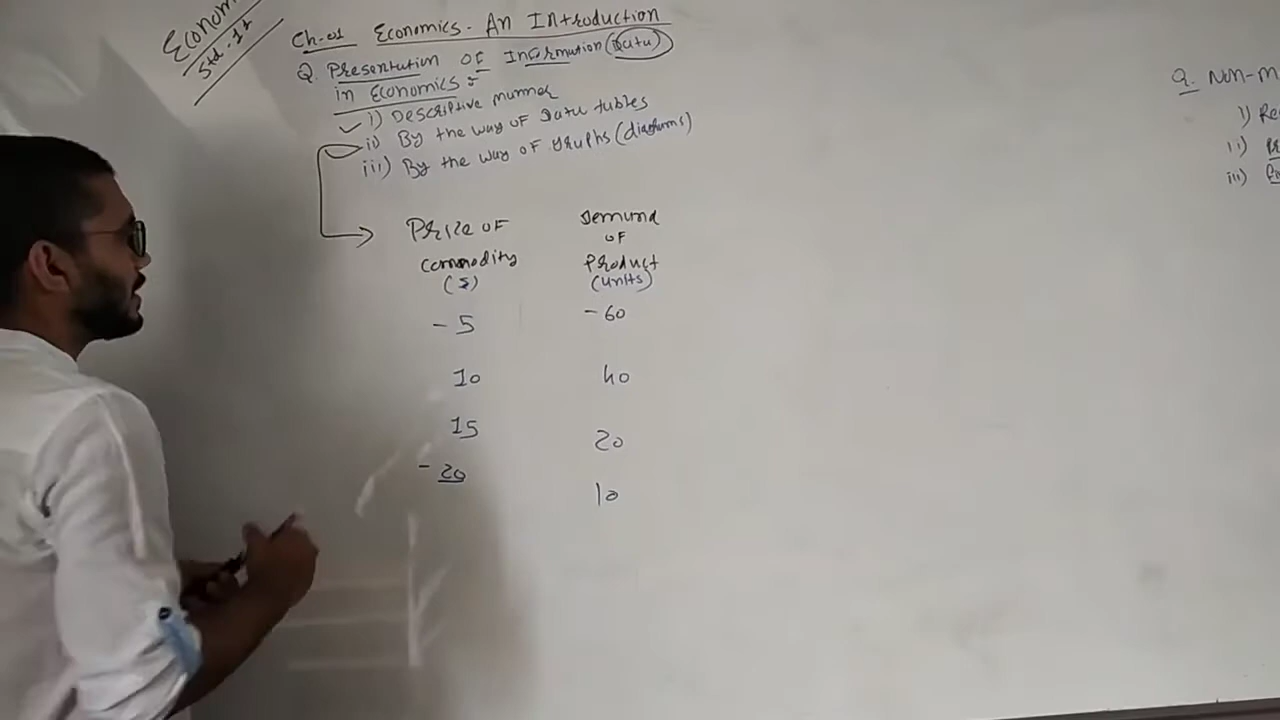 Econom
Std. 11
Ch-01 Economics - An Introduction
Q. Presentation of Information (Data)
in Economics :-
i) Descriptive manner
ii) By the way of Data tables
iii) By the way of graphs (diagrams)
Price of commodity
Demand of Product (units)
- 5 - 60
10 40
15 20
- 20 10
Q. Non-m
i) Re
ii)
iii)